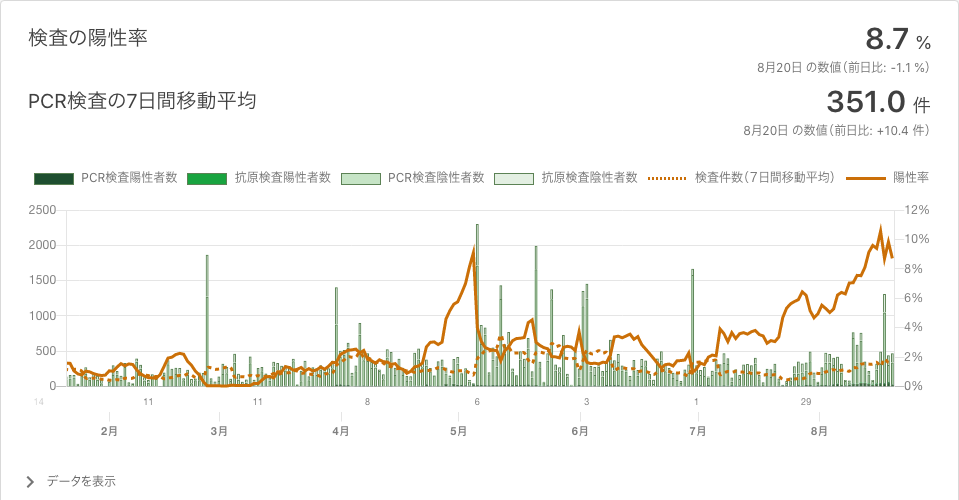 検査の陽性率
8.7 %
8月20日 の数値（前日比: -1.1 %）
PCR検査の7日間移動平均
351.0 件
8月20日 の数値（前日比: +10.4 件）
PCR検査陽性者数 抗原検査陽性者数 PCR検査陰性者数 抗原検査陰性者数 検査件数（7日間移動平均） 陽性率
2500 12%
2000 10%
1500 8%
1000 6%
500 4%
0 2%
0%
14 11 11 8 6 3 1 29
2月 3月 4月 5月 6月 7月 8月
データを表示